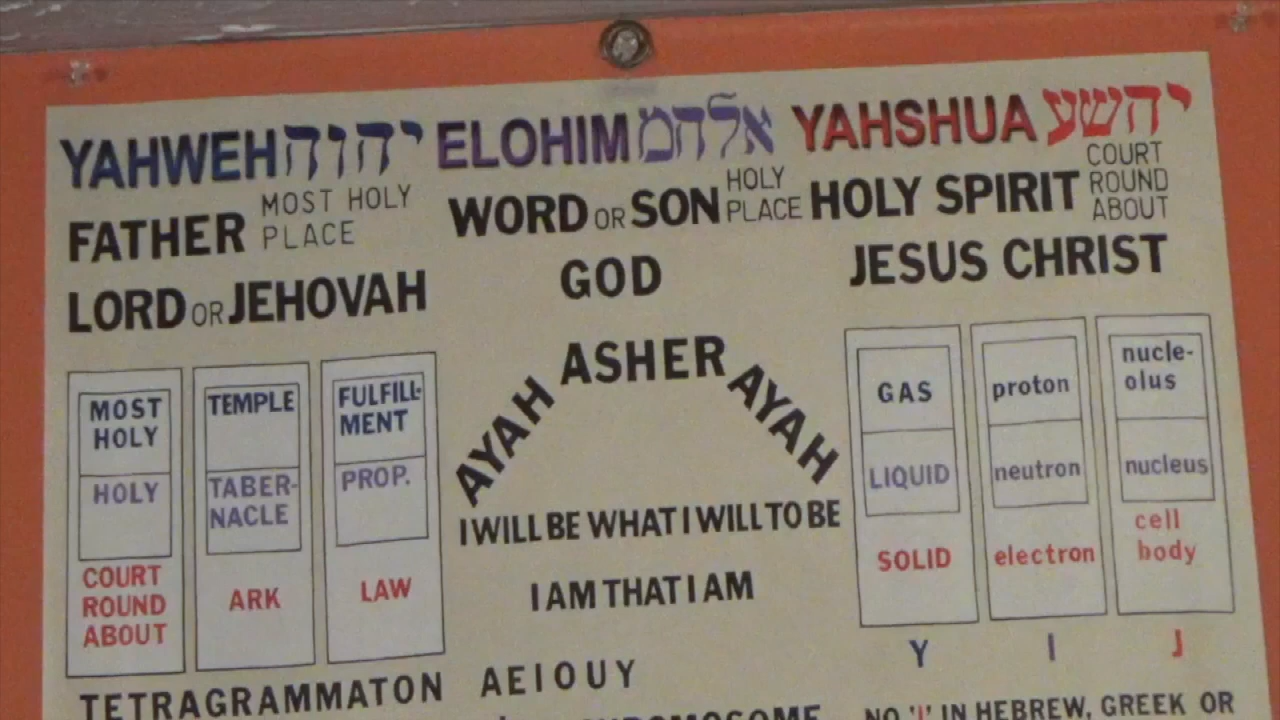 YAHWEH יהוה ELOHIM אלהמ YAHSHUA יהשע
FATHER MOST HOLY PLACE WORD OR SON HOLY PLACE HOLY SPIRIT COURT ROUND ABOUT
LORD OR JEHOVAH GOD JESUS CHRIST
AYAH ASHER AYAH
I WILL BE WHAT I WILL TO BE
I AM THAT I AM
MOST HOLY
HOLY
COURT ROUND ABOUT
TEMPLE
TABER-
NACLE
ARK
FULFILL-
MENT
PROP.
LAW
GAS
LIQUID
SOLID
proton
neutron
electron
nucle-
olus
nucleus
cell
body
Y I J
TETRAGRAMMATON AEIOUY
CHROMOSOME
NO "J" IN HEBREW, GREEK OR